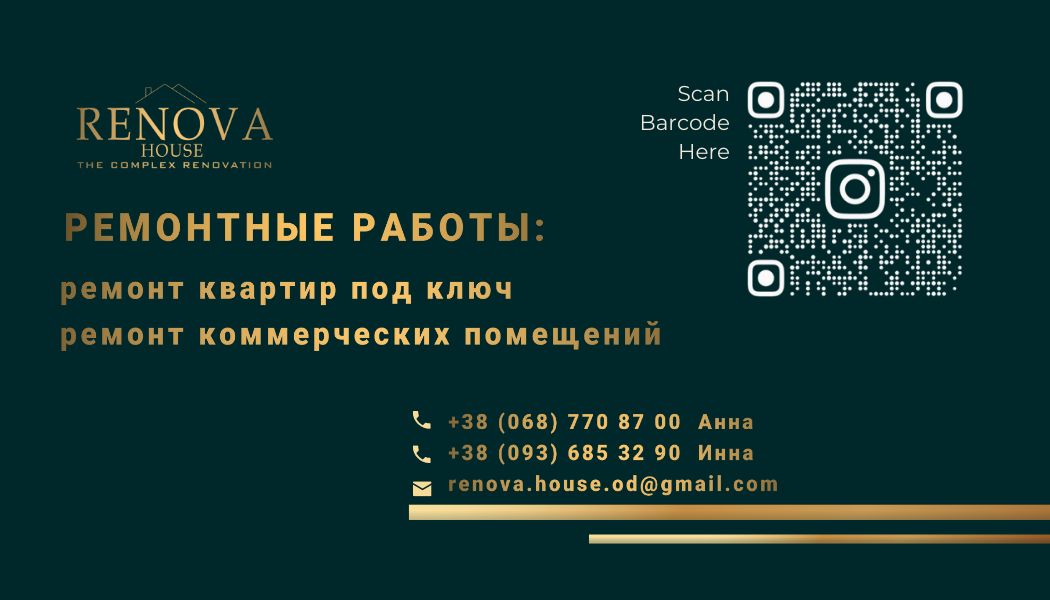 RENOVA
HOUSE
THE COMPLEX RENOVATION
Scan
Barcode
Here
РЕМОНТНЫЕ РАБОТЫ:
ремонт квартир под ключ
ремонт коммерческих помещений
+38 (068) 770 87 00 Анна
+38 (093) 685 32 90 Инна
renova.house.od@gmail.com